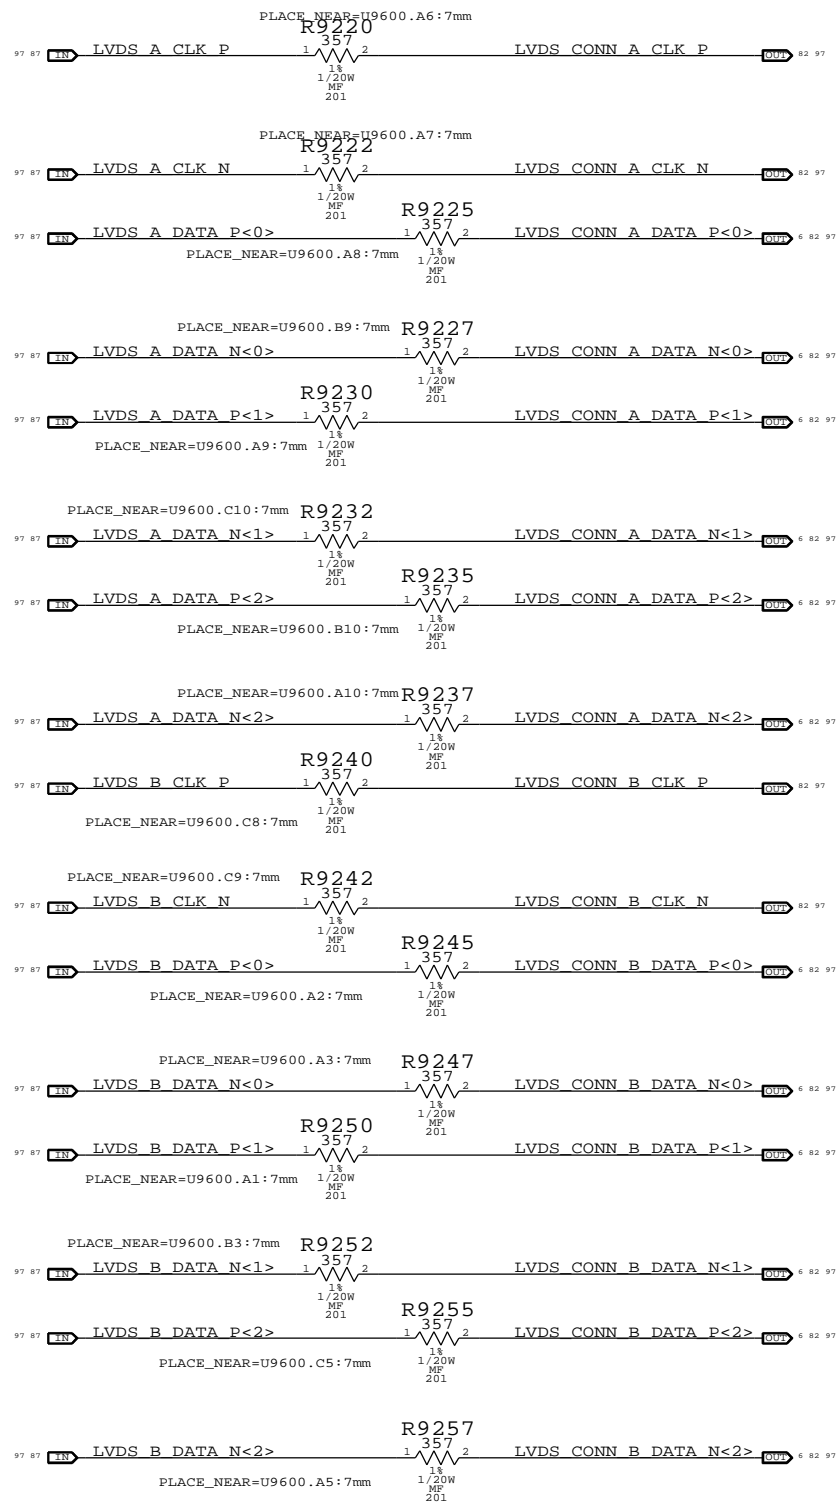 PLACE_NEAR=U9600.A6:7mm
R9220
97 87 IN LVDS_A_CLK_P 1 357 2 LVDS_CONN_A_CLK_P OUT 82 97
1%
1/20W
MF
201
PLACE_NEAR=U9600.A7:7mm
R9222
97 87 IN LVDS_A_CLK_N 1 357 2 LVDS_CONN_A_CLK_N OUT 82 97
1%
1/20W
MF
201
R9225
97 87 IN LVDS_A_DATA_P<0> 1 357 2 LVDS_CONN_A_DATA_P<0> OUT 6 82 97
PLACE_NEAR=U9600.A8:7mm
1%
1/20W
MF
201
PLACE_NEAR=U9600.B9:7mm R9227
97 87 IN LVDS_A_DATA_N<0> 1 357 2 LVDS_CONN_A_DATA_N<0> OUT 6 82 97
1%
1/20W
MF
201
R9230
97 87 IN LVDS_A_DATA_P<1> 1 357 2 LVDS_CONN_A_DATA_P<1> OUT 6 82 97
PLACE_NEAR=U9600.A9:7mm
1%
1/20W
MF
201
PLACE_NEAR=U9600.C10:7mm R9232
97 87 IN LVDS_A_DATA_N<1> 1 357 2 LVDS_CONN_A_DATA_N<1> OUT 6 82 97
1%
1/20W
MF
201
R9235
97 87 IN LVDS_A_DATA_P<2> 1 357 2 LVDS_CONN_A_DATA_P<2> OUT 6 82 97
PLACE_NEAR=U9600.B10:7mm
1%
1/20W
MF
201
PLACE_NEAR=U9600.A10:7mm R9237
97 87 IN LVDS_A_DATA_N<2> 1 357 2 LVDS_CONN_A_DATA_N<2> OUT 6 82 97
1%
1/20W
MF
201
R9240
97 87 IN LVDS_B_CLK_P 1 357 2 LVDS_CONN_B_CLK_P OUT 82 97
PLACE_NEAR=U9600.C8:7mm
1%
1/20W
MF
201
PLACE_NEAR=U9600.C9:7mm R9242
97 87 IN LVDS_B_CLK_N 1 357 2 LVDS_CONN_B_CLK_N OUT 82 97
1%
1/20W
MF
201
R9245
97 87 IN LVDS_B_DATA_P<0> 1 357 2 LVDS_CONN_B_DATA_P<0> OUT 6 82 97
PLACE_NEAR=U9600.A2:7mm
1%
1/20W
MF
201
PLACE_NEAR=U9600.A3:7mm R9247
97 87 IN LVDS_B_DATA_N<0> 1 357 2 LVDS_CONN_B_DATA_N<0> OUT 6 82 97
1%
1/20W
MF
201
R9250
97 87 IN LVDS_B_DATA_P<1> 1 357 2 LVDS_CONN_B_DATA_P<1> OUT 6 82 97
PLACE_NEAR=U9600.A1:7mm
1%
1/20W
MF
201
PLACE_NEAR=U9600.B3:7mm R9252
97 87 IN LVDS_B_DATA_N<1> 1 357 2 LVDS_CONN_B_DATA_N<1> OUT 6 82 97
1%
1/20W
MF
201
R9255
97 87 IN LVDS_B_DATA_P<2> 1 357 2 LVDS_CONN_B_DATA_P<2> OUT 6 82 97
PLACE_NEAR=U9600.C5:7mm
1%
1/20W
MF
201
R9257
97 87 IN LVDS_B_DATA_N<2> 1 357 2 LVDS_CONN_B_DATA_N<2> OUT 6 82 97
PLACE_NEAR=U9600.A5:7mm
1%
1/20W
MF
201